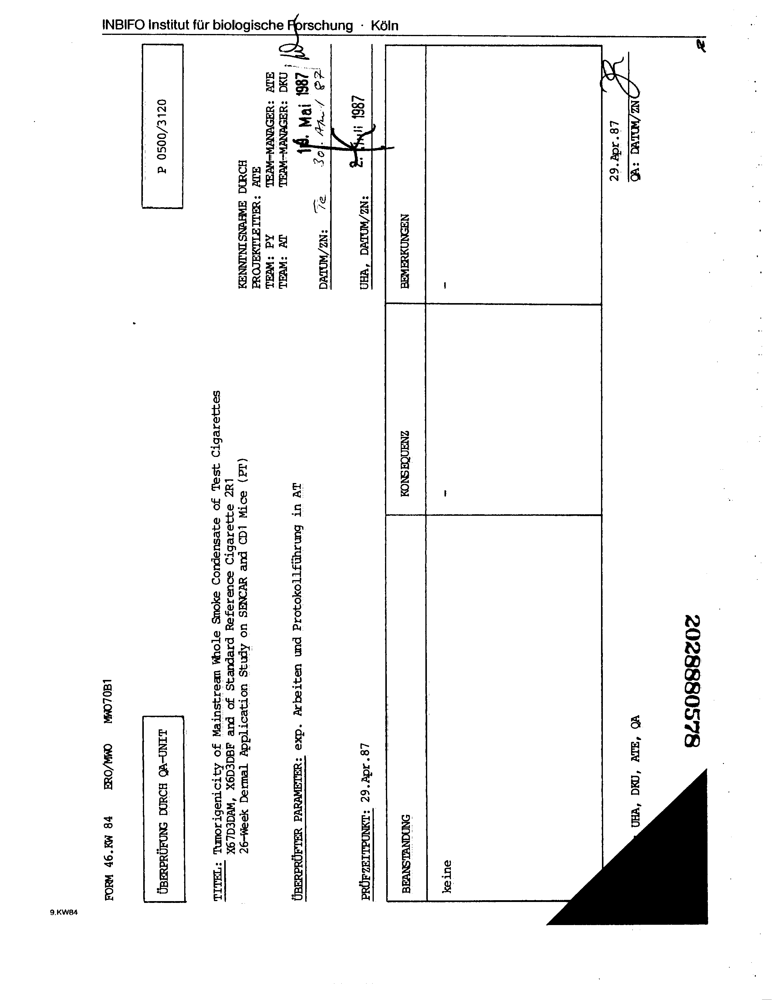 INBIFO Institut für biologische Forschung · Köln
FORM 46.KW 84 ERO/MWO MWO70B1
ÜBERPRÜFUNG DURCH QA-UNIT
P 0500/3120
TITEL: Tumorigenicity of Mainstream Whole Smoke Condensate of Test Cigarettes
X67D3DAM, X6D3DBF and of Standard Reference Cigarette 2R1
26-Week Dermal Application Study on SENCAR and CD1 Mice (PT)
KENNTNISNAHME DURCH
PROJEKTLEITER: ATE
TEAM: PY TEAM-MANAGER: ATE
TEAM: AT TEAM-MANAGER: DKU
Mai 1987
ÜBERPRÜFTER PARAMETER: exp. Arbeiten und Protokollführung in AT
DATUM/ZN: Te 30. Apr. 87
PRÜFZEITPUNKT: 29.Apr.87
UHA, DATUM/ZN: 2. Juli 1987
BEANSTANDUNG KONSEQUENZ BEMERKUNGEN
keine - -
29.Apr.87
UHA, DKU, ATE, QA
QA: DATUM/ZN
2028880578
9.KW84